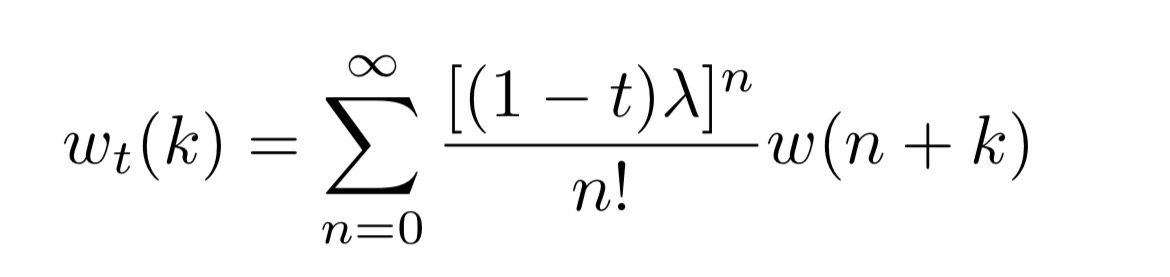 $w_t(k) = \sum_{n=0}^{\infty} \frac{[(1-t)\lambda]^n}{n!} w(n+k)$